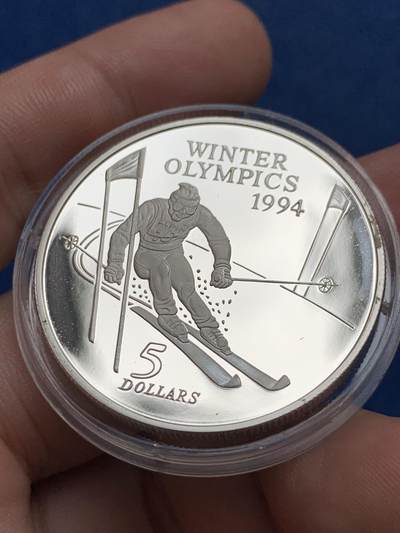 WINTER
OLYMPICS
1994
5
DOLLARS